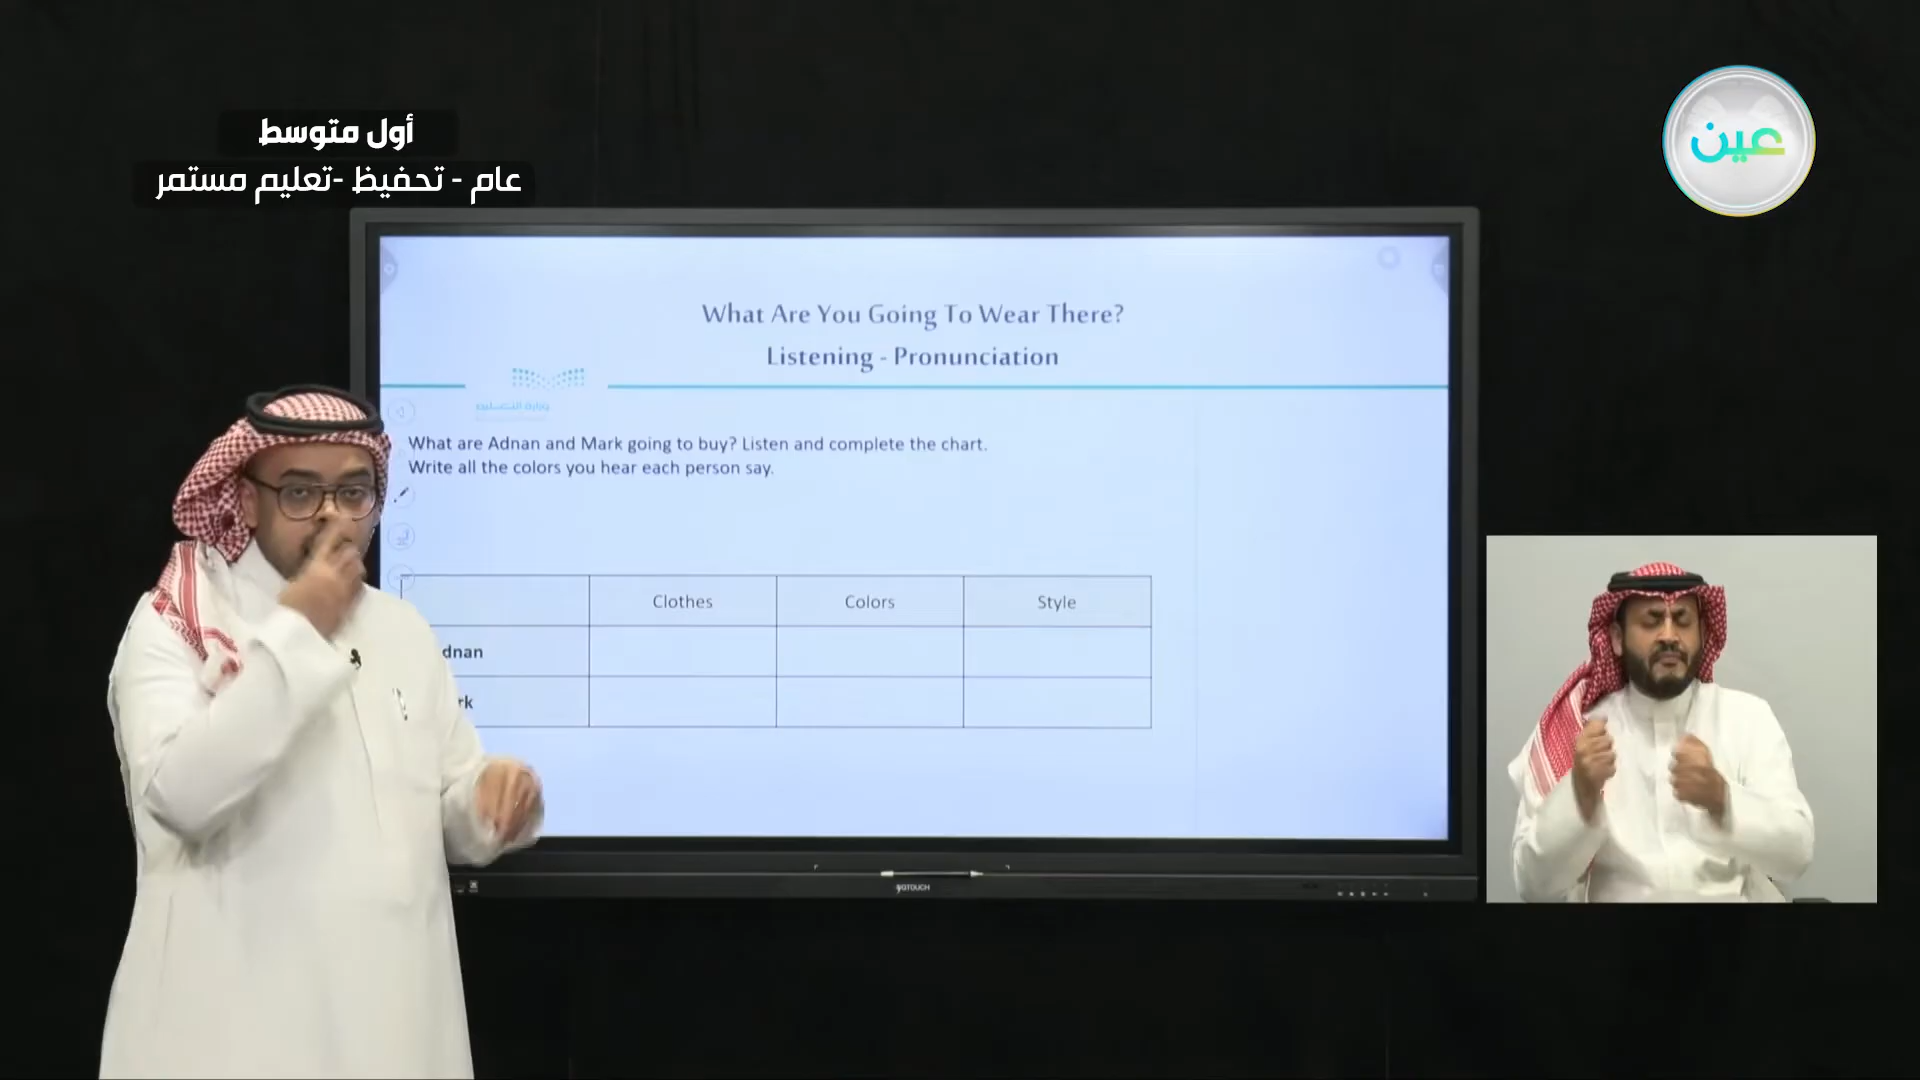 أول متوسط
عام - تحفيظ -تعليم مستمر
عين
What Are You Going To Wear There?
Listening - Pronunciation
وزارة التعليم
What are Adnan and Mark going to buy? Listen and complete the chart.
Write all the colors you hear each person say.
Clothes Colors Style
dnan
rk